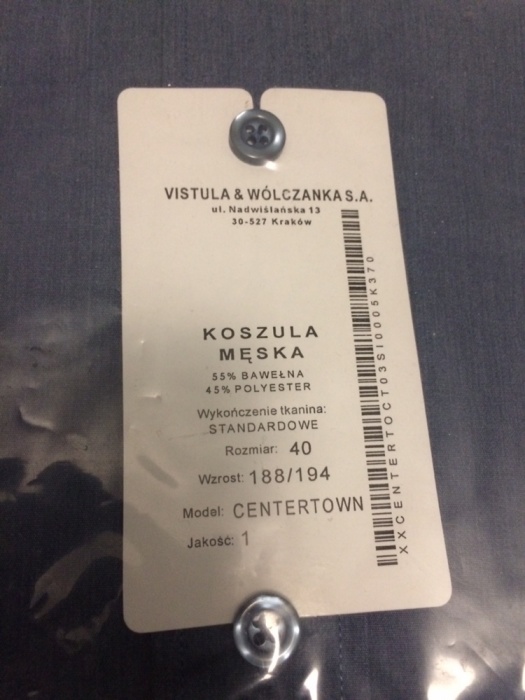 VISTULA & WÓLCZANKA S.A.
ul. Nadwiślańska 13
30-527 Kraków
KOSZULA
MĘSKA
55% BAWEŁNA
45% POLYESTER
Wykończenie tkanina:
STANDARDOWE
Rozmiar: 40
Wzrost: 188/194
Model: CENTERTOWN
Jakość: 1
XXCENTERTOCT03SI0005K370